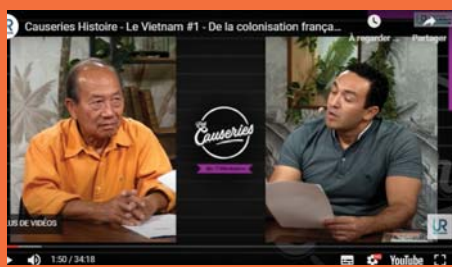 Causeries Histoire - Le Vietnam #1 - De la colonisation frança...
À regarder ...
Partager
Causeries
LUS DE VIDÉOS
UR
1:50 / 34:18
YouTube